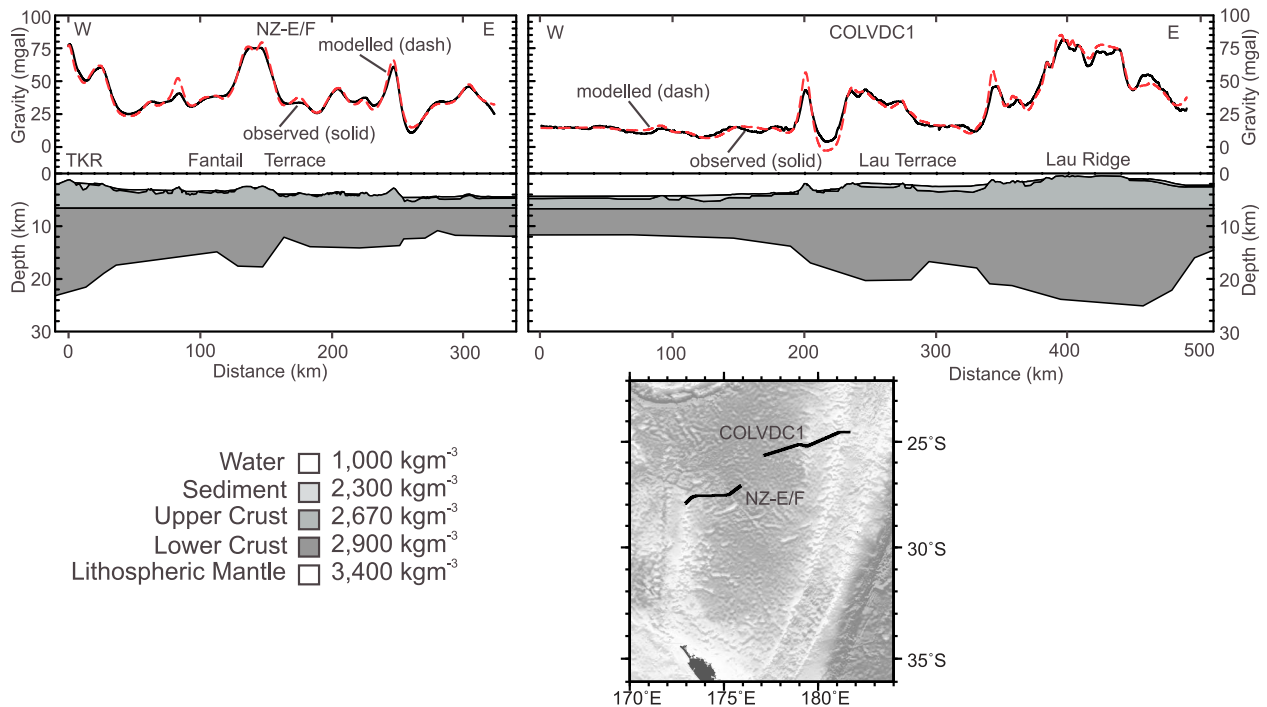 W NZ-E/F E
modelled (dash)
observed (solid)
Gravity (mgal)
100
75
50
25
0
TKR Fantail Terrace
Depth (km)
0
10
20
30
0 100 200 300
Distance (km)
W COLVDC1 E
modelled (dash)
observed (solid)
Gravity (mgal)
100
75
50
25
0
Lau Terrace Lau Ridge
Depth (km)
0
10
20
30
0 100 200 300 400 500
Distance (km)
Water 1,000 kgm⁻³
Sediment 2,300 kgm⁻³
Upper Crust 2,670 kgm⁻³
Lower Crust 2,900 kgm⁻³
Lithospheric Mantle 3,400 kgm⁻³
COLVDC1
NZ-E/F
25˚S
30˚S
35˚S
170˚E 175˚E 180˚E